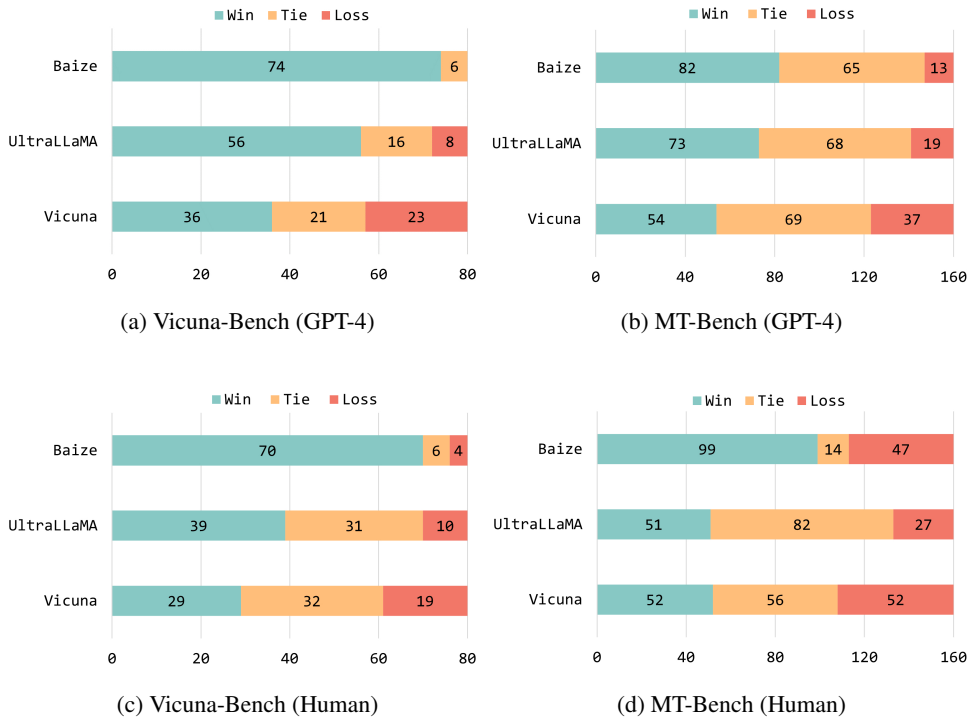 Win Tie Loss
Baize 74 6
UltraLLaMA 56 16 8
Vicuna 36 21 23
0 20 40 60 80
(a) Vicuna-Bench (GPT-4)
Win Tie Loss
Baize 82 65 13
UltraLLaMA 73 68 19
Vicuna 54 69 37
0 40 80 120 160
(b) MT-Bench (GPT-4)
Win Tie Loss
Baize 70 6 4
UltraLLaMA 39 31 10
Vicuna 29 32 19
0 20 40 60 80
(c) Vicuna-Bench (Human)
Win Tie Loss
Baize 99 14 47
UltraLLaMA 51 82 27
Vicuna 52 56 52
0 40 80 120 160
(d) MT-Bench (Human)